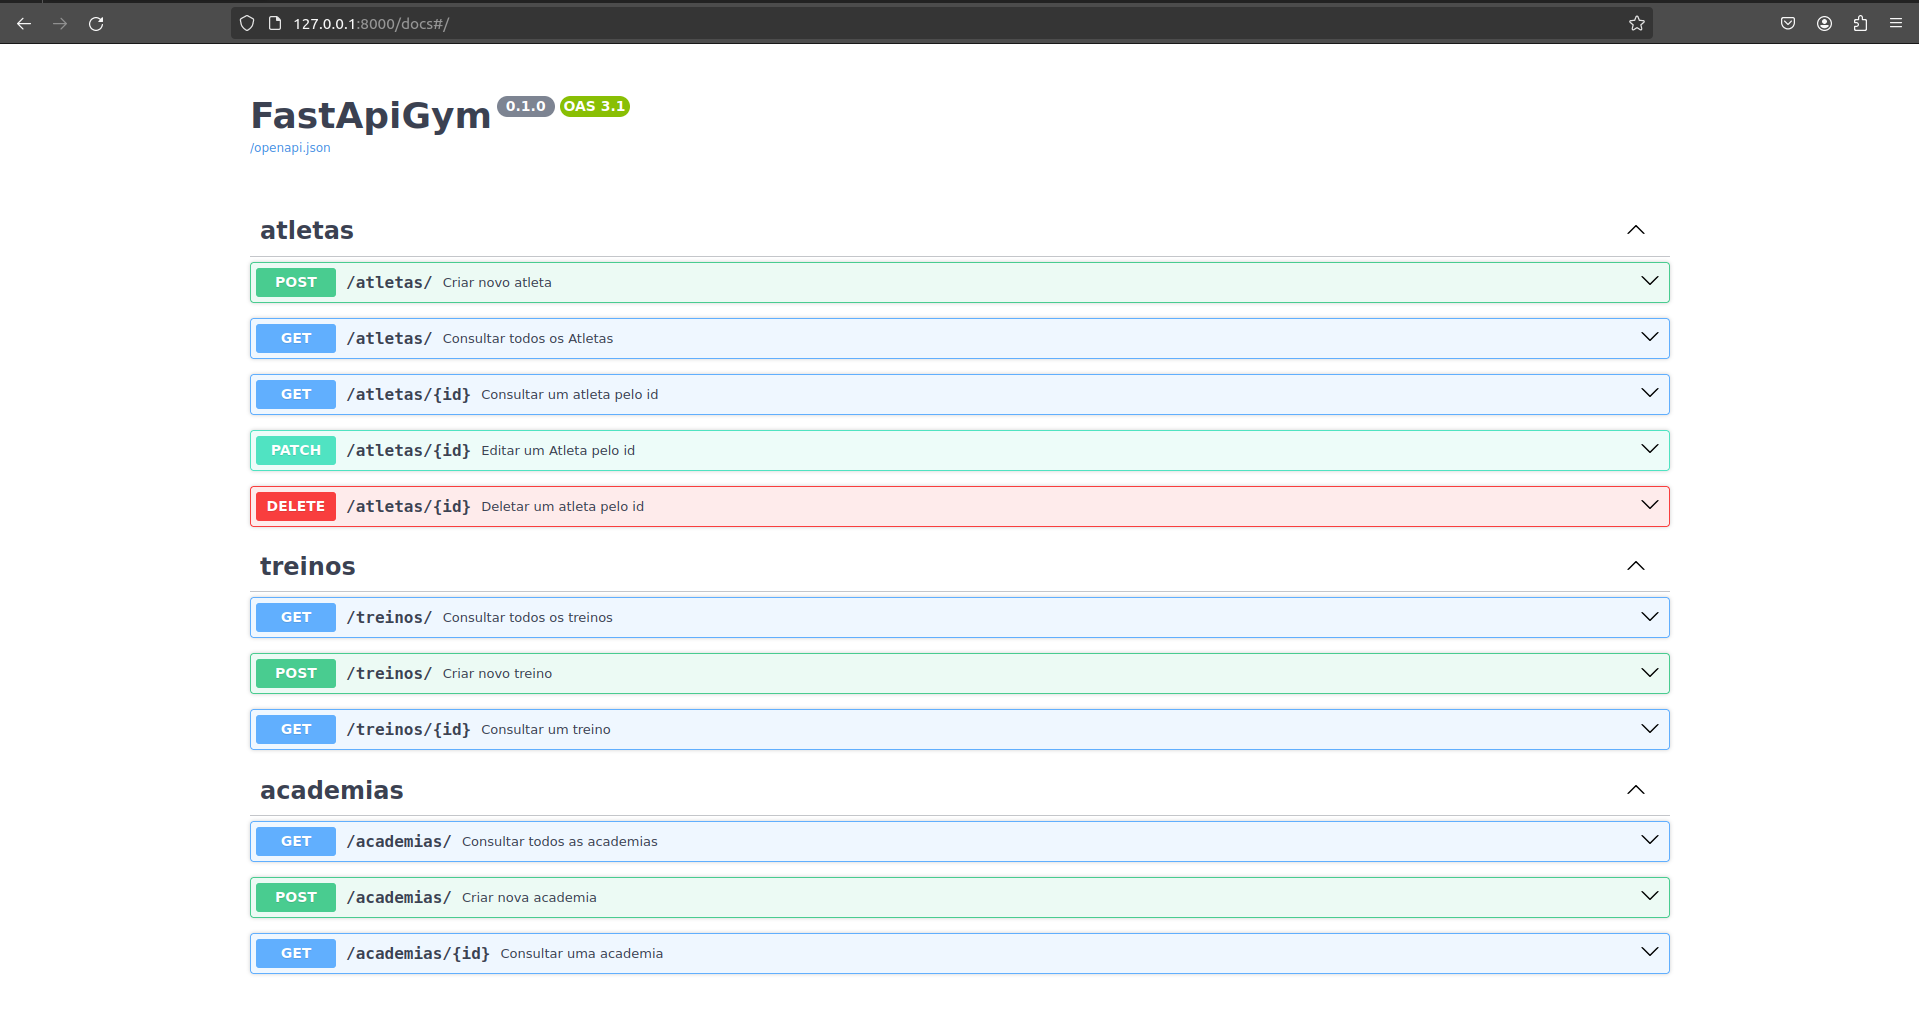 127.0.0.1:8000/docs#/
FastApiGym 0.1.0 OAS 3.1
/openapi.json
atletas
POST /atletas/ Criar novo atleta
GET /atletas/ Consultar todos os Atletas
GET /atletas/{id} Consultar um atleta pelo id
PATCH /atletas/{id} Editar um Atleta pelo id
DELETE /atletas/{id} Deletar um atleta pelo id
treinos
GET /treinos/ Consultar todos os treinos
POST /treinos/ Criar novo treino
GET /treinos/{id} Consultar um treino
academias
GET /academias/ Consultar todos as academias
POST /academias/ Criar nova academia
GET /academias/{id} Consultar uma academia